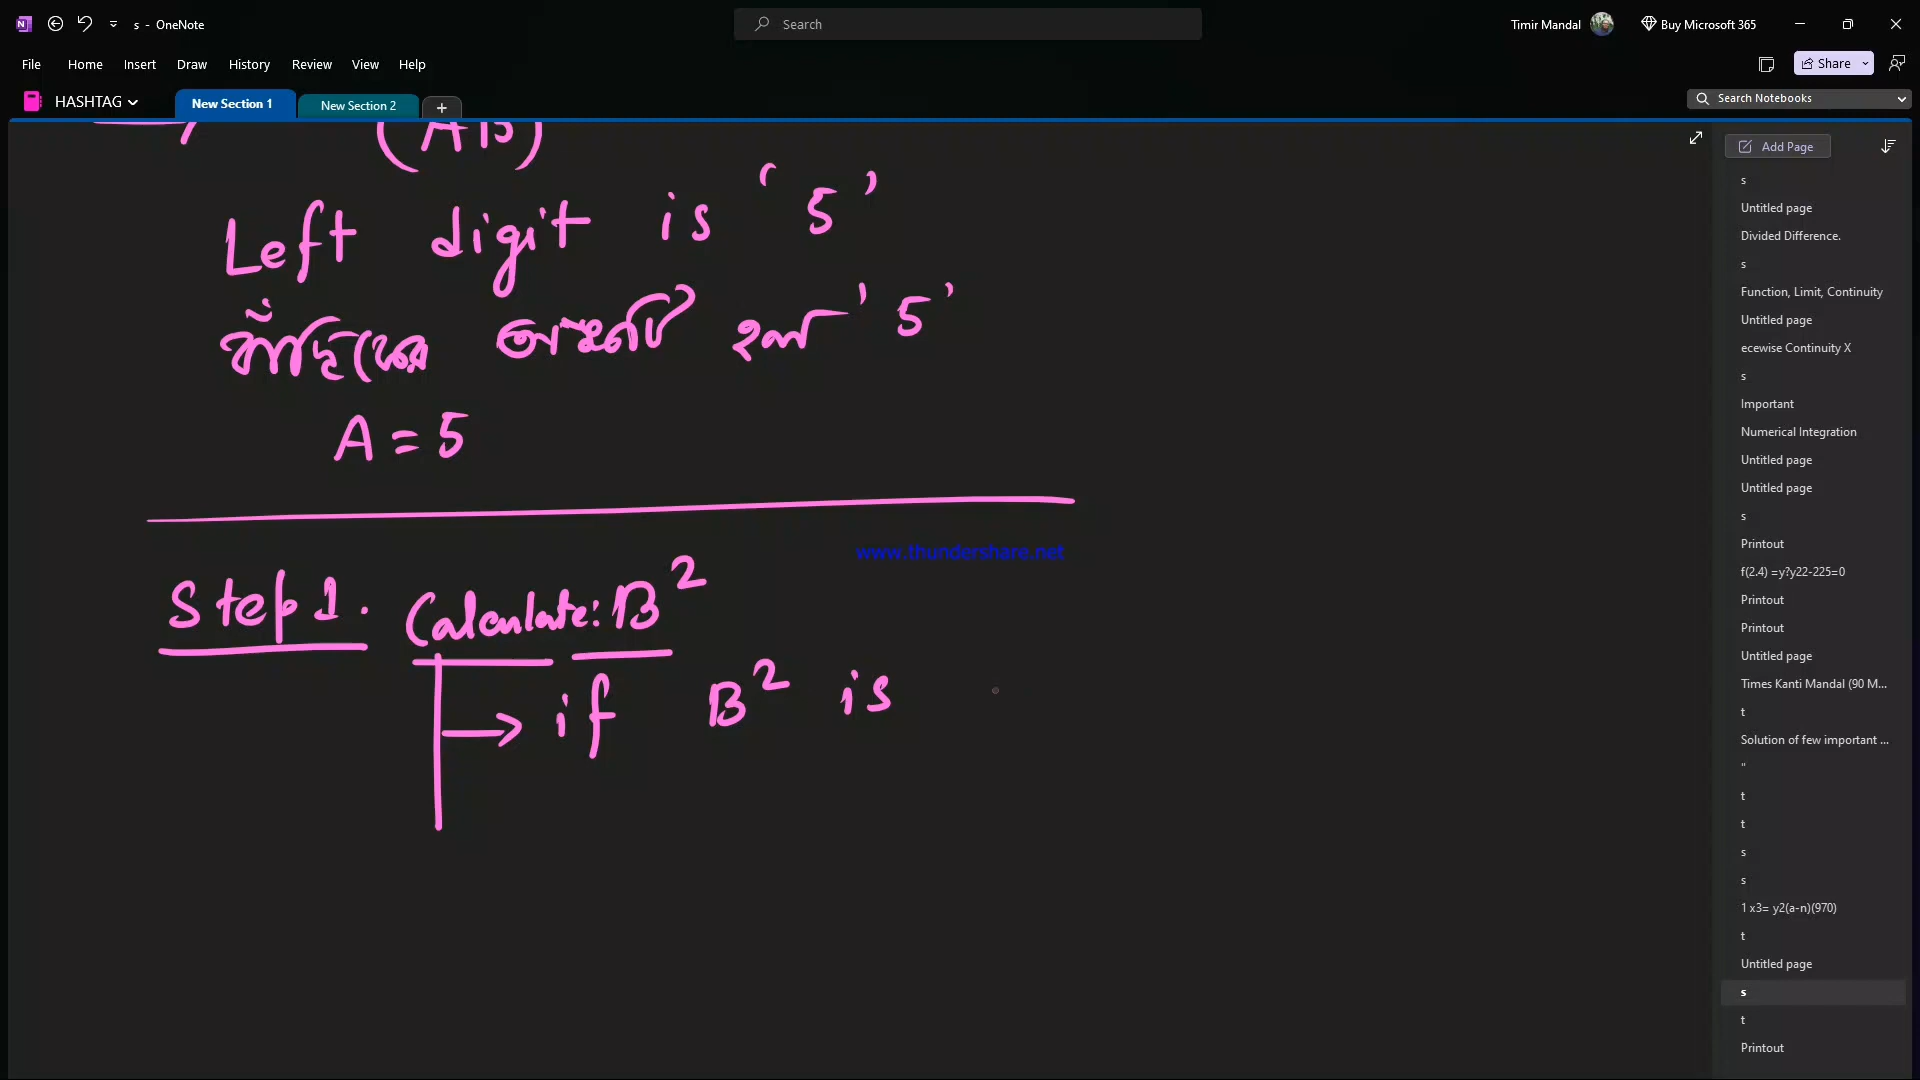 s - OneNote
Search
Timir Mandal
Buy Microsoft 365
File Home Insert Draw History Review View Help
Share
HASHTAG
New Section 1
New Section 2
+
Search Notebooks
Add Page
s
Untitled page
Divided Difference.
s
Function, Limit, Continuity
Untitled page
ecewise Continuity X
s
Important
Numerical Integration
Untitled page
Untitled page
s
Printout
f(2.4) =y?y22-225=0
Printout
Printout
Untitled page
Times Kanti Mandal (90 M...
t
Solution of few important ...
"
t
t
s
s
1 x3= y2(a-n)(970)
t
Untitled page
s
t
Printout
(AB)
Left digit is ' 5 '
হল ' 5 '
A = 5
www.thundershare.net
Step 1. Calculate: B²
→ if B² is